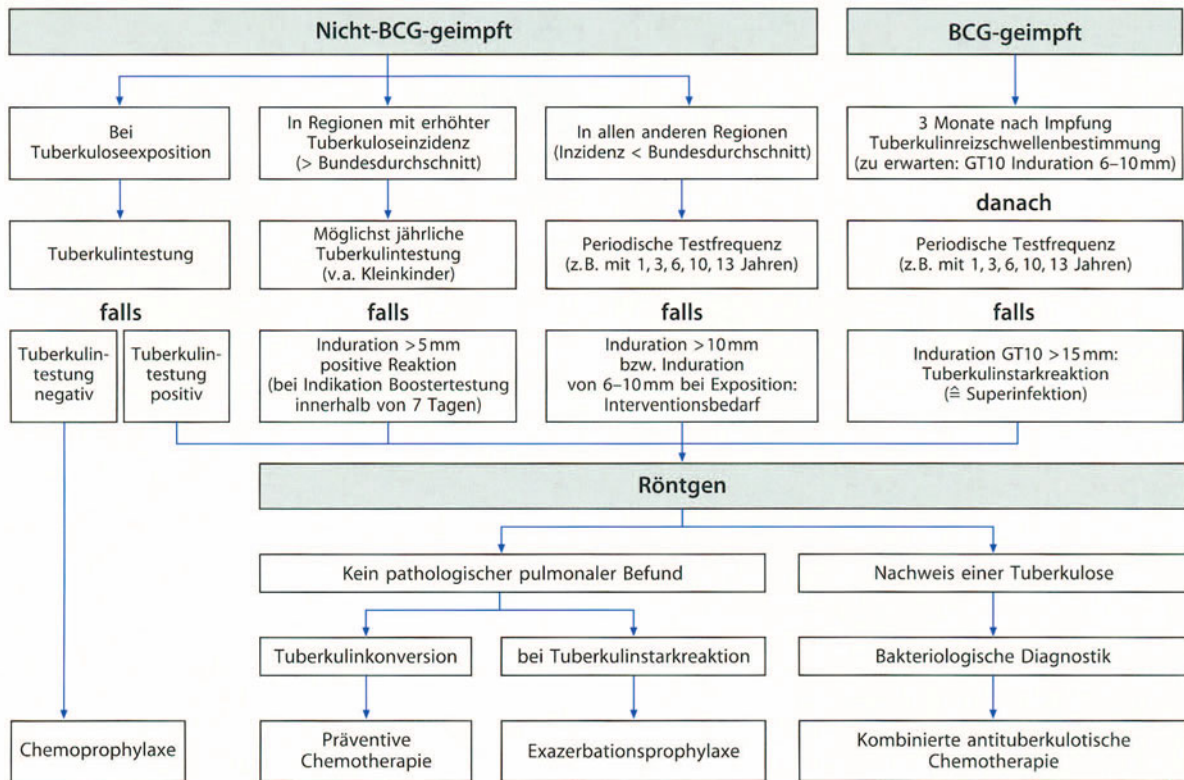 Nicht-BCG-geimpft
BCG-geimpft
Bei
Tuberkuloseexposition
In Regionen mit erhöhter
Tuberkuloseinzidenz
(> Bundesdurchschnitt)
In allen anderen Regionen
(Inzidenz < Bundesdurchschnitt)
3 Monate nach Impfung
Tuberkulinreizschwellenbestimmung
(zu erwarten: GT10 Induration 6–10 mm)
danach
Tuberkulintestung
Möglichst jährliche
Tuberkulintestung
(v. a. Kleinkinder)
Periodische Testfrequenz
(z. B. mit 1, 3, 6, 10, 13 Jahren)
Periodische Testfrequenz
(z. B. mit 1, 3, 6, 10, 13 Jahren)
falls
falls
falls
falls
Tuberkulin-
testung
negativ
Tuberkulin-
testung
positiv
Induration > 5 mm
positive Reaktion
(bei Indikation Boostertestung
innerhalb von 7 Tagen)
Induration > 10 mm
bzw. Induration
von 6–10 mm bei Exposition:
Interventionsbedarf
Induration GT10 > 15 mm:
Tuberkulinstarkreaktion
(≙ Superinfektion)
Röntgen
Kein pathologischer pulmonaler Befund
Nachweis einer Tuberkulose
Tuberkulinkonversion
bei Tuberkulinstarkreaktion
Bakteriologische Diagnostik
Chemoprophylaxe
Präventive
Chemotherapie
Exazerbationsprophylaxe
Kombinierte antituberkulotische
Chemotherapie